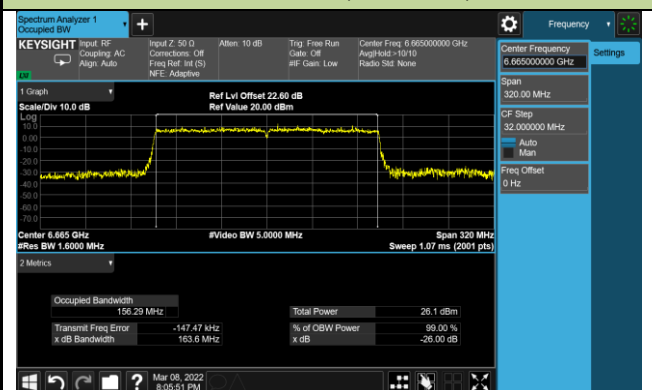 Spectrum Analyzer 1
Occupied BW
Frequency
KEYSIGHT
Input: RF
Coupling: AC
Align: Auto
Input Z: 50 Ω
Corrections: Off
Freq Ref: Int (S)
NFE: Adaptive
Atten: 10 dB
Trig: Free Run
Gate: Off
#IF Gain: Low
Center Freq: 6.665000000 GHz
Avg|Hold:>10/10
Radio Std: None
Center Frequency
6.665000000 GHz
Settings
Span
320.00 MHz
CF Step
32.000000 MHz
Auto
Man
Freq Offset
0 Hz
1 Graph
Scale/Div 10.0 dB
Ref Lvl Offset 22.60 dB
Ref Value 20.00 dBm
Log
10.0
0.00
-10.0
-20.0
-30.0
-40.0
-50.0
-60.0
-70.0
Center 6.665 GHz
#Video BW 5.0000 MHz
Span 320 MHz
#Res BW 1.6000 MHz
Sweep 1.07 ms (2001 pts)
2 Metrics
Occupied Bandwidth
156.29 MHz
Total Power 26.1 dBm
Transmit Freq Error -147.47 kHz
% of OBW Power 99.00 %
x dB Bandwidth 163.6 MHz
x dB -26.00 dB
?
Mar 08, 2022
8:05:51 PM